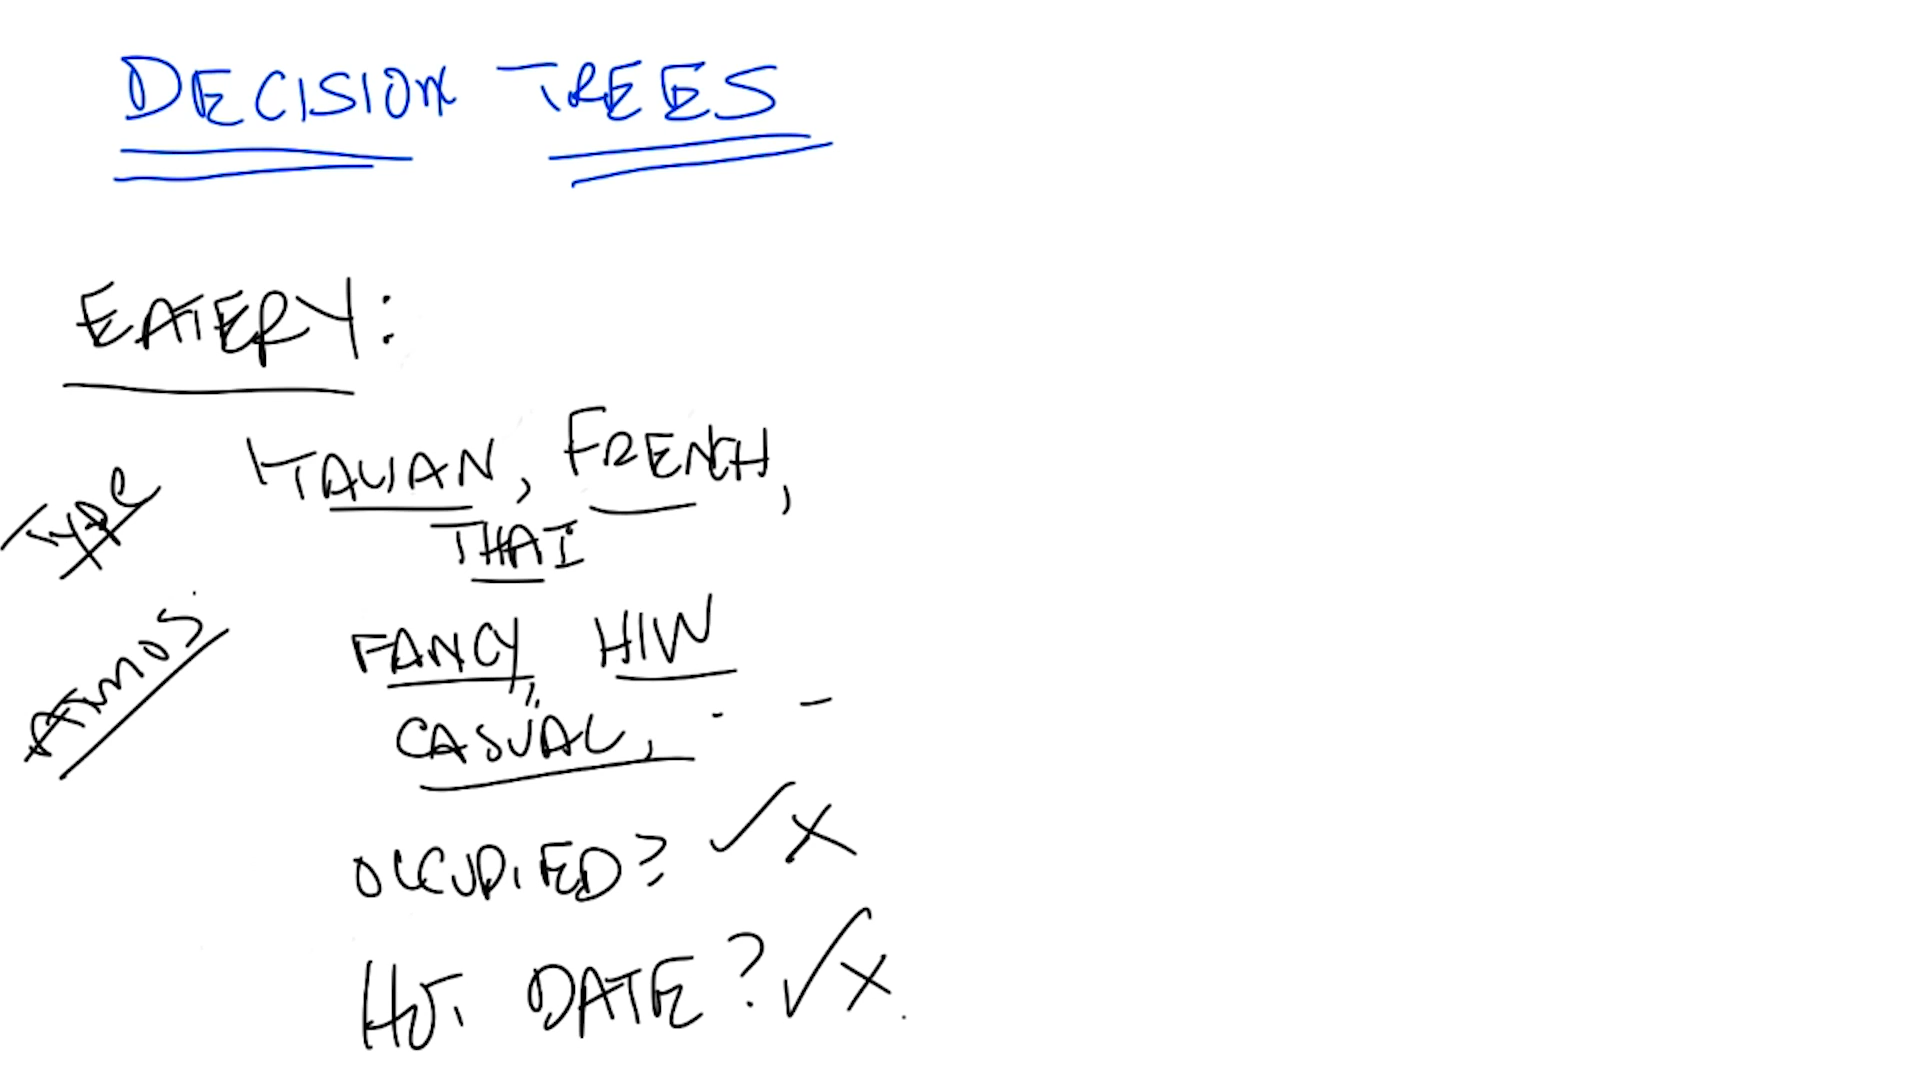 DECISION TREES
EATERY:
TYPE
ITALIAN, FRENCH,
THAI
ATMOS.
FANCY, HIW
CASUAL,
OCCUPIED? ✓ X
HOT DATE? ✓ X